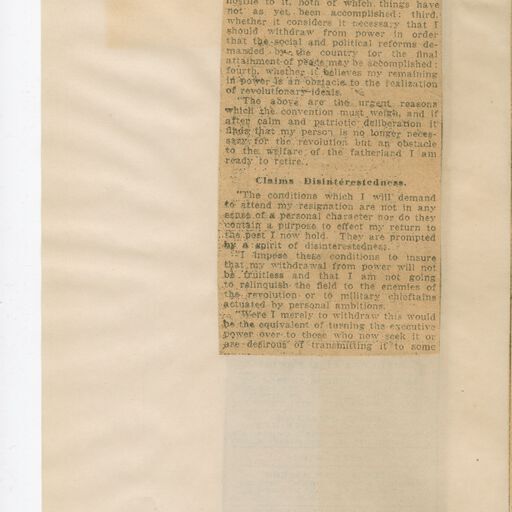 hostile to it, both of which things have
not as yet been accomplished; third,
whether it considers it necessary that I
should withdraw from power in order
that the social and political reforms de-
manded by the country for the final
attainment of peace may be accomplished;
fourth, whether it believes my remaining
in power is an obstacle to the realization
of revolutionary ideals.
"The above are the urgent reasons
which the convention must weigh, and if
after calm and patriotic deliberation it
finds that my person is no longer neces-
sary for the revolution but an obstacle
to the welfare of the fatherland I am
ready to retire.
Claims Disinterestedness.
"The conditions which I will demand
to attend my resignation are not in any
sense of a personal character nor do they
contain a purpose to effect my return to
the post I now hold. They are prompted
by a spirit of disinterestedness.
"I impose these conditions to insure
that my withdrawal from power will not
be fruitless and that I am not going
to relinquish the field to the enemies of
the revolution or to military chieftains
actuated by personal ambitions.
"Were I merely to withdraw this would
be the equivalent of turning the executive
power over to those who now seek it or
are desirous of transmitting it to some